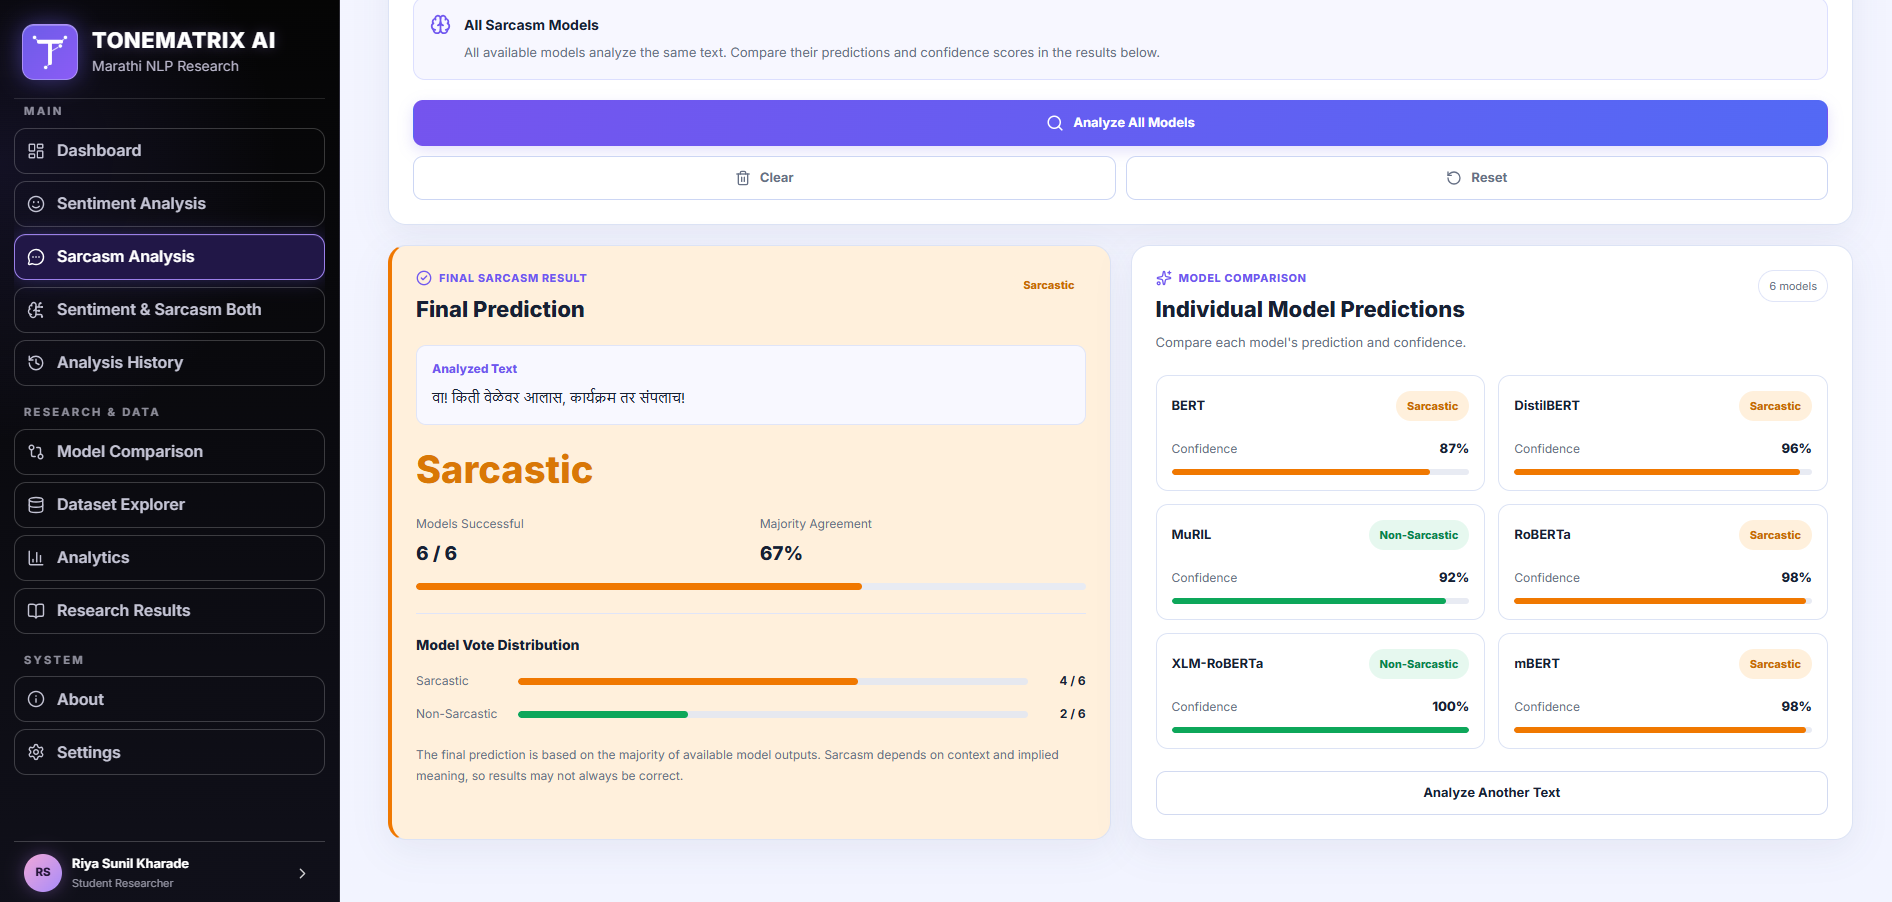 TONEMATRIX AI
Marathi NLP Research
MAIN
Dashboard
Sentiment Analysis
Sarcasm Analysis
Sentiment & Sarcasm Both
Analysis History
RESEARCH & DATA
Model Comparison
Dataset Explorer
Analytics
Research Results
SYSTEM
About
Settings
RS
Riya Sunil Kharade
Student Researcher
All Sarcasm Models
All available models analyze the same text. Compare their predictions and confidence scores in the results below.
Analyze All Models
Clear
Reset
FINAL SARCASM RESULT
Final Prediction
Sarcastic
Analyzed Text
वा! किती वेळेवर आलास, कार्यक्रम तर संपलाच!
Sarcastic
Models Successful
6 / 6
Majority Agreement
67%
Model Vote Distribution
Sarcastic 4 / 6
Non-Sarcastic 2 / 6
The final prediction is based on the majority of available model outputs. Sarcasm depends on context and implied
meaning, so results may not always be correct.
MODEL COMPARISON
6 models
Individual Model Predictions
Compare each model's prediction and confidence.
BERT Sarcastic
Confidence 87%
DistilBERT Sarcastic
Confidence 96%
MuRIL Non-Sarcastic
Confidence 92%
RoBERTa Sarcastic
Confidence 98%
XLM-RoBERTa Non-Sarcastic
Confidence 100%
mBERT Sarcastic
Confidence 98%
Analyze Another Text